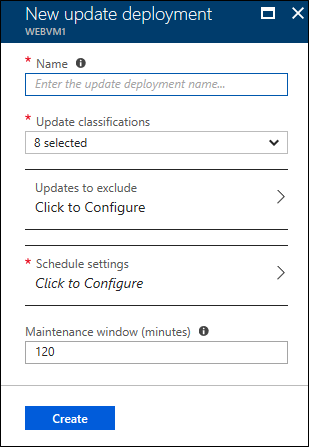 New update deployment
WEBVM1
* Name
Enter the update deployment name...
* Update classifications
8 selected
Updates to exclude
Click to Configure
* Schedule settings
Click to Configure
Maintenance window (minutes)
120
Create